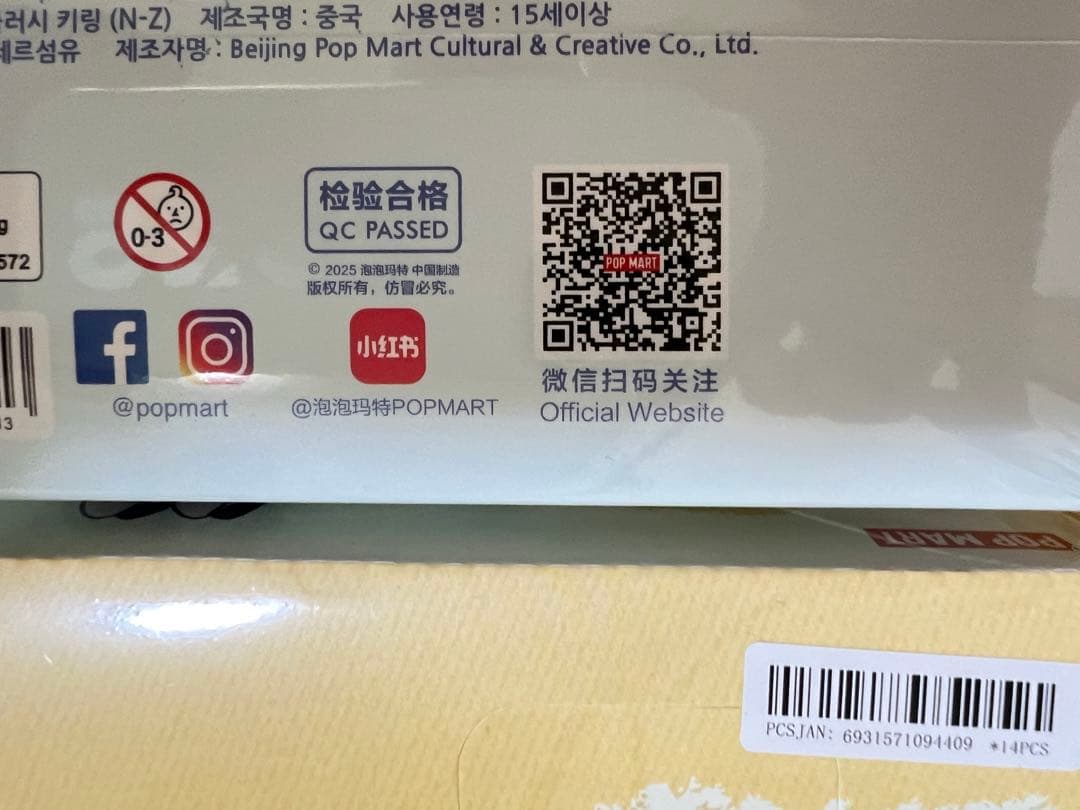 러시 키링 (N-Z) 제조국명 : 중국 사용연령 : 15세이상
제조자명 : Beijing Pop Mart Cultural & Creative Co., Ltd.
g
572
0-3
检验合格
QC PASSED
© 2025 泡泡玛特 中国制造
版权所有，仿冒必究。
POP MART
小红书
13
@popmart
@泡泡玛特POPMART
微信扫码关注
Official Website
POP MART
PCSJAN: 6931571094409 *14PCS